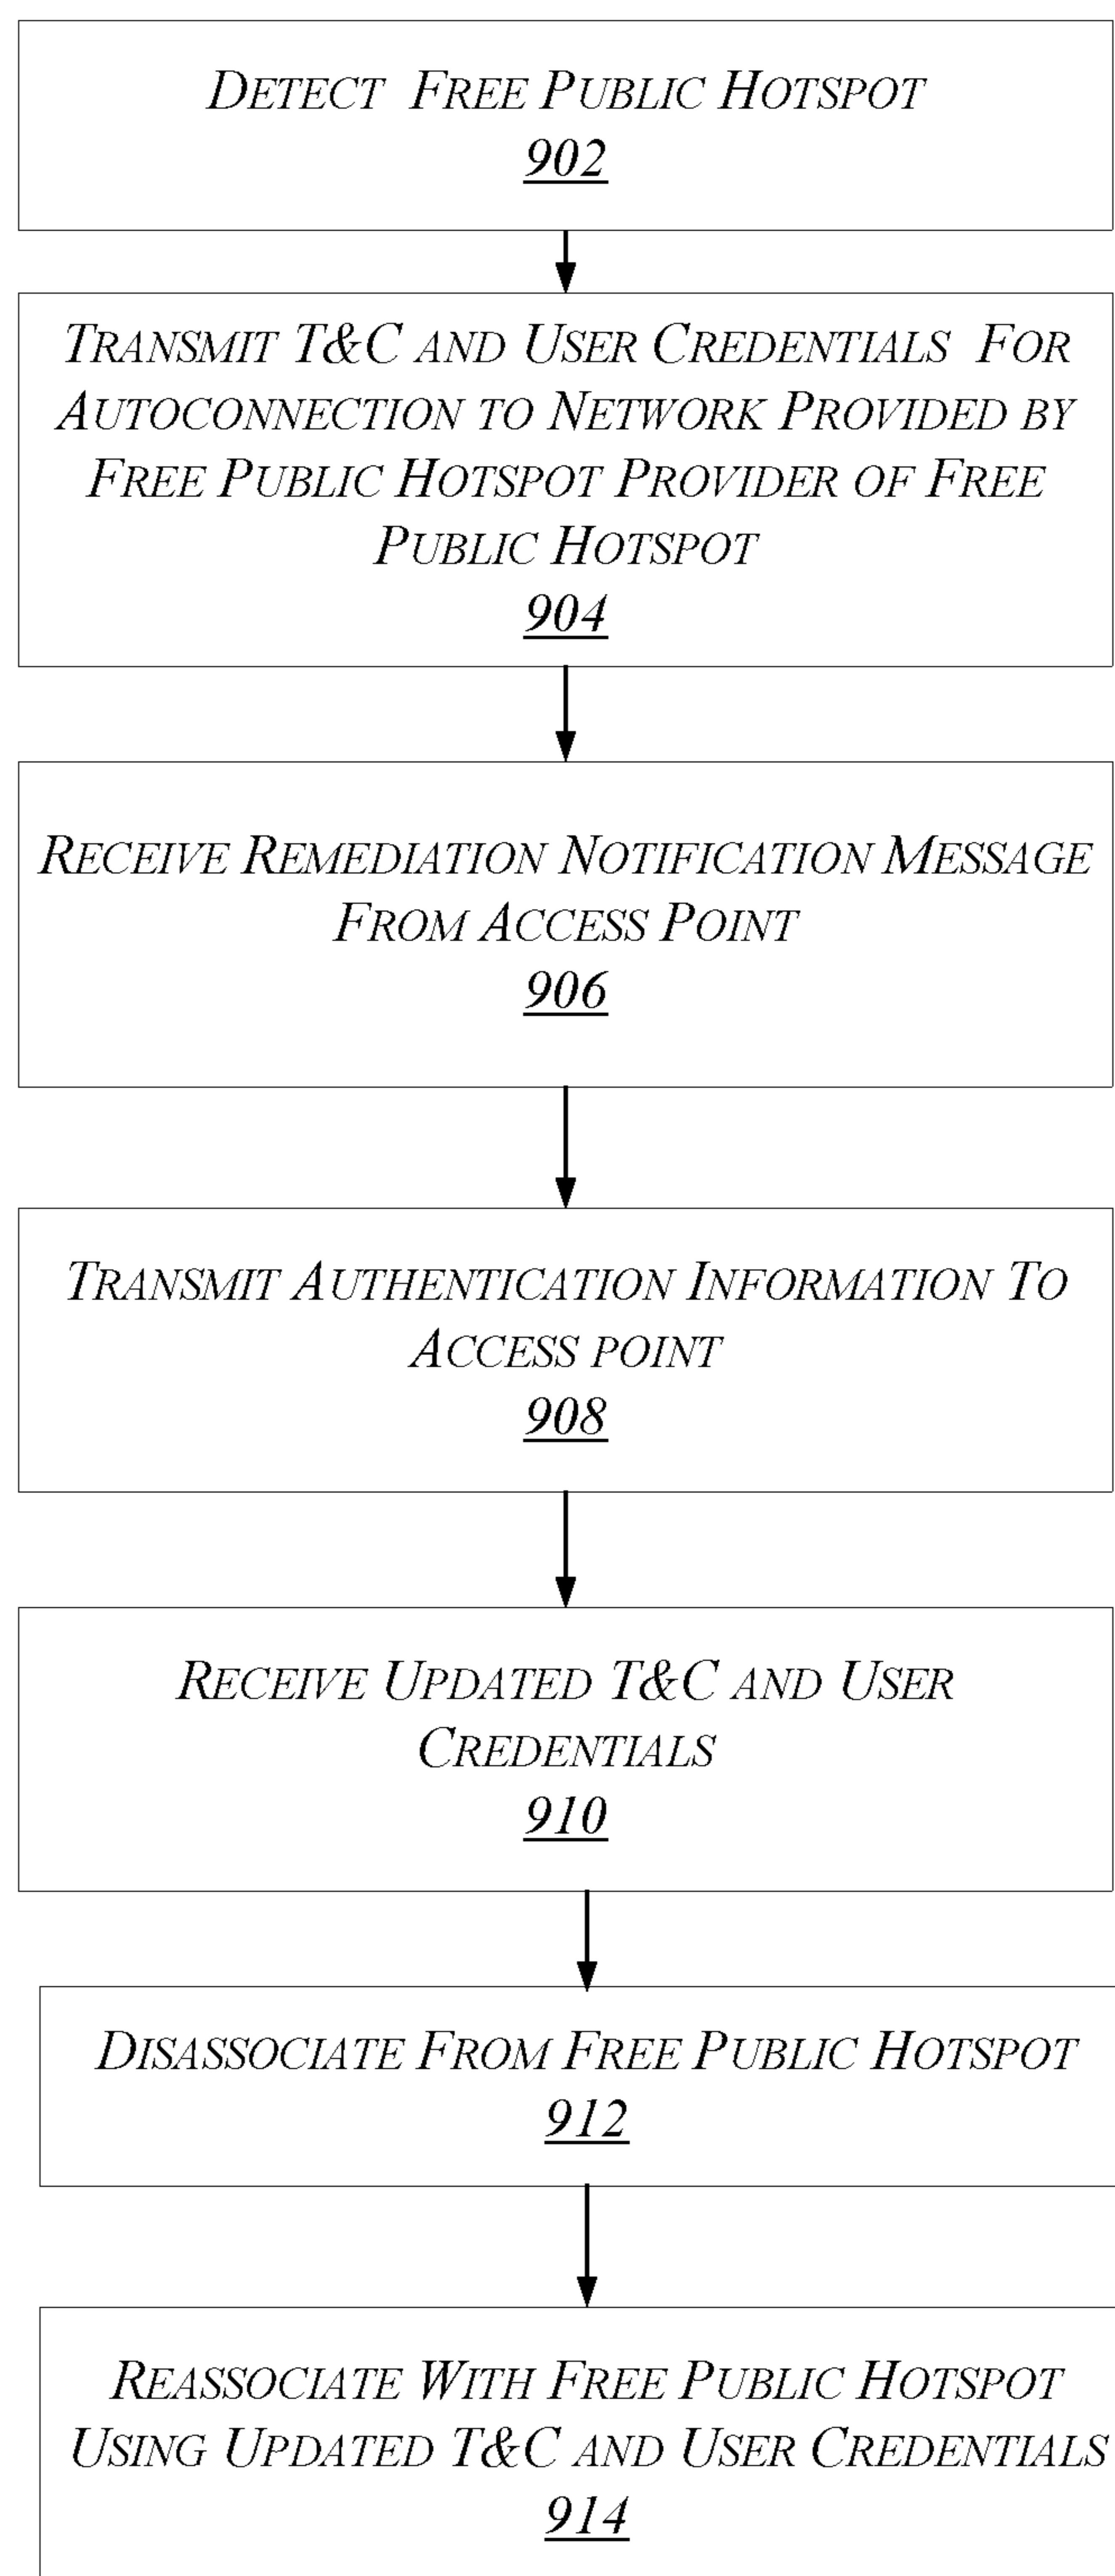 DETECT FREE PUBLIC HOTSPOT
902
TRANSMIT T&C AND USER CREDENTIALS FOR
AUTOCONNECTION TO NETWORK PROVIDED BY
FREE PUBLIC HOTSPOT PROVIDER OF FREE
PUBLIC HOTSPOT
904
RECEIVE REMEDIATION NOTIFICATION MESSAGE
FROM ACCESS POINT
906
TRANSMIT AUTHENTICATION INFORMATION TO
ACCESS POINT
908
RECEIVE UPDATED T&C AND USER
CREDENTIALS
910
DISASSOCIATE FROM FREE PUBLIC HOTSPOT
912
REASSOCIATE WITH FREE PUBLIC HOTSPOT
USING UPDATED T&C AND USER CREDENTIALS
914